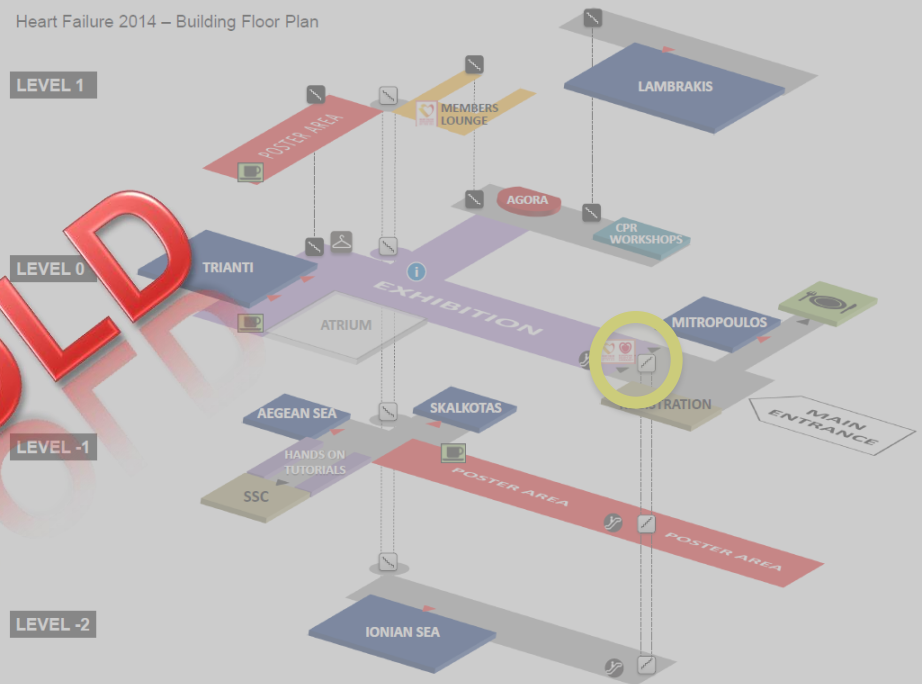 Heart Failure 2014 – Building Floor Plan
LEVEL 1
LAMBRAKIS
MEMBERS
LOUNGE
POSTER AREA
AGORA
CPR
WORKSHOPS
LEVEL 0
TRIANTI
i
EXHIBITION
ATRIUM
MITROPOULOS
REGISTRATION
MAIN
ENTRANCE
OLD
AEGEAN SEA
SKALKOTAS
LEVEL -1
HANDS ON
TUTORIALS
SSC
POSTER AREA
POSTER AREA
LEVEL -2
IONIAN SEA